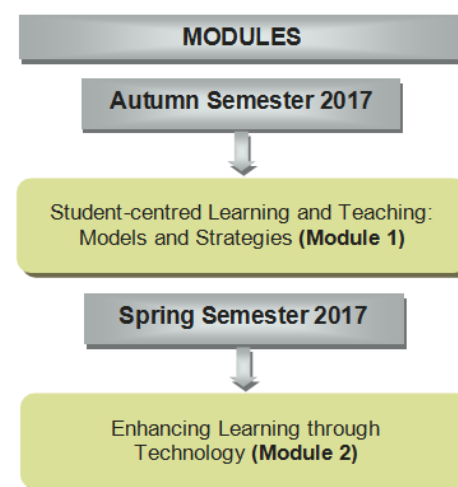 MODULES
Autumn Semester 2017
Student-centred Learning and Teaching:
Models and Strategies (Module 1)
Spring Semester 2017
Enhancing Learning through
Technology (Module 2)